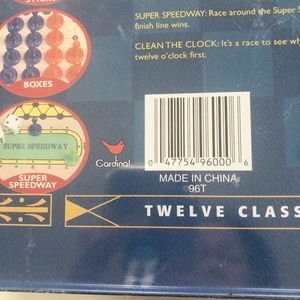 SUPER SPEEDWAY: Race around the Super S
finish line wins.
CLEAN THE CLOCK: It's a race to see wh
twelve o'clock first.
BOXES
SUPER SPEEDWAY
SUPER
SPEEDWAY
Cardinal
0 47754 96000 6
MADE IN CHINA
96T
TWELVE CLASS